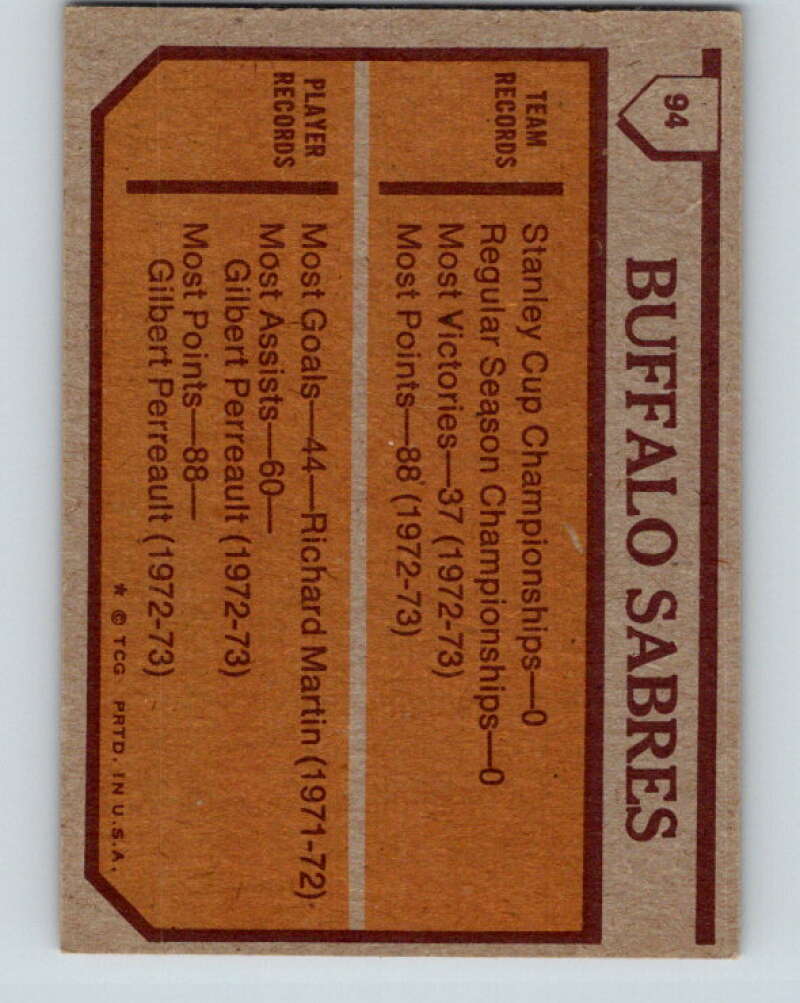 94
BUFFALO SABRES
TEAM
RECORDS
Stanley Cup Championships—0
Regular Season Championships—0
Most Victories—37 (1972-73)
Most Points—88 (1972-73)
PLAYER
RECORDS
Most Goals—44—Richard Martin (1971-72)
Most Assists—60—
Gilbert Perreault (1972-73)
Most Points—88—
Gilbert Perreault (1972-73)
* © TCG PRTD. IN U.S.A.